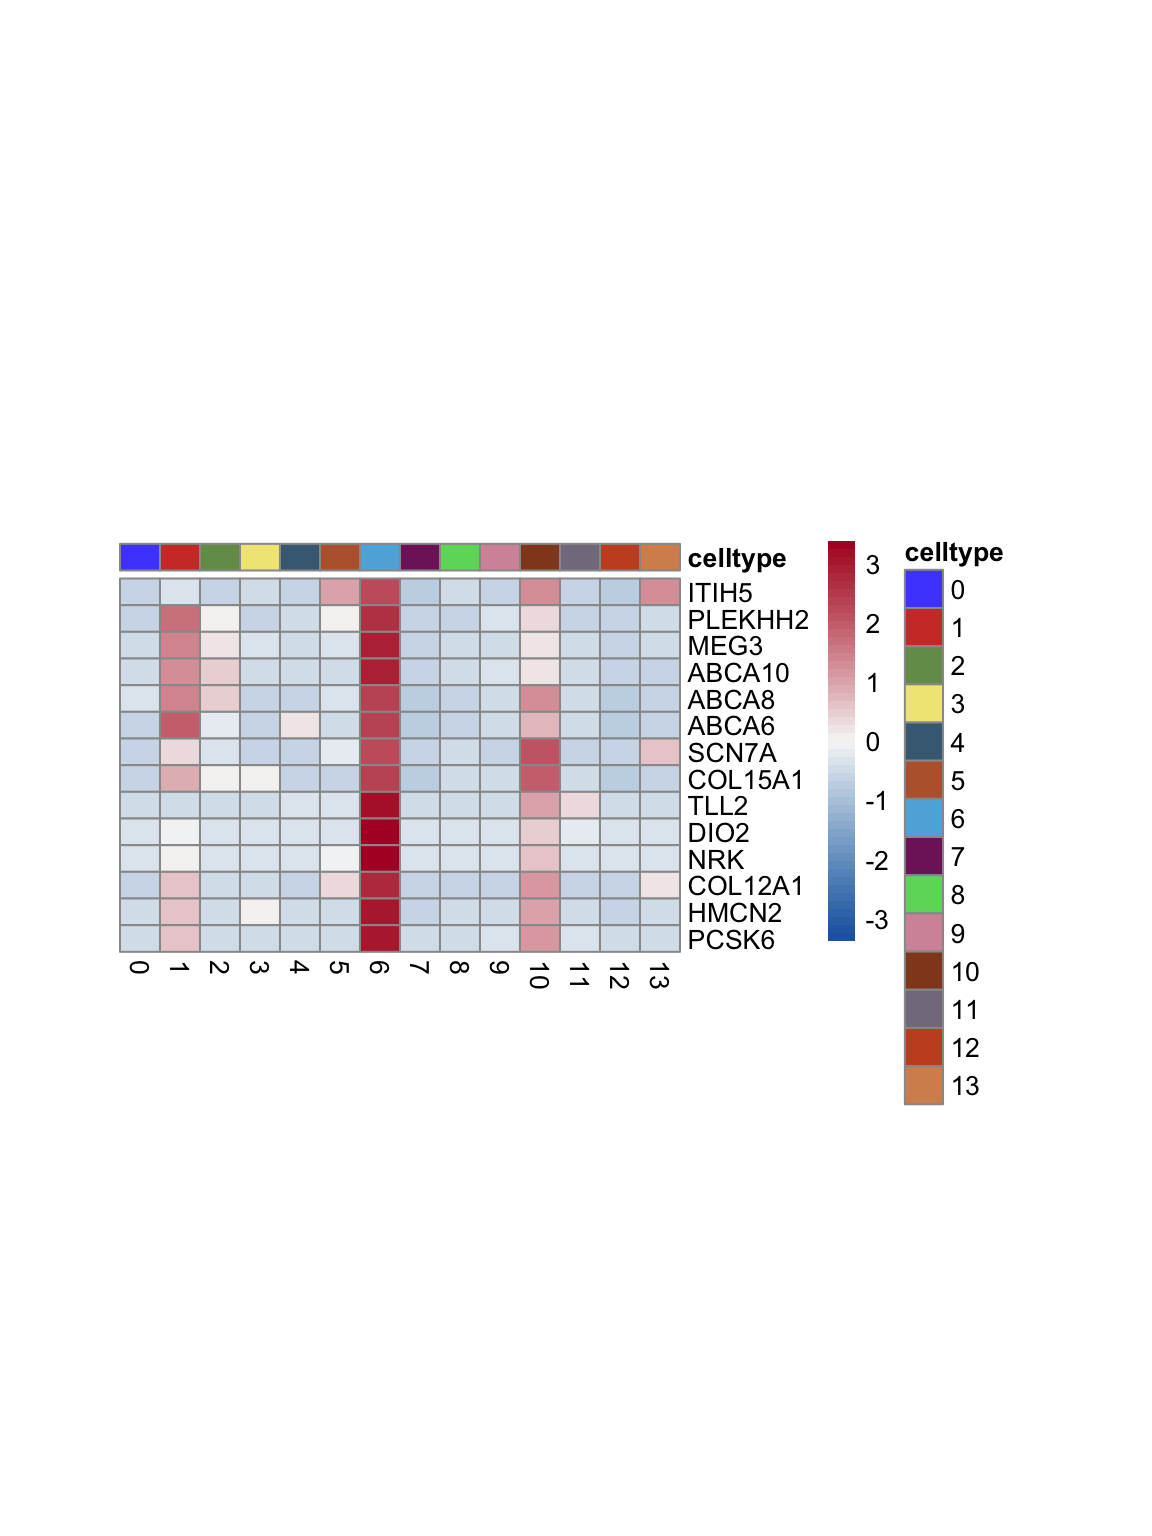 celltype
ITIH5
PLEKHH2
MEG3
ABCA10
ABCA8
ABCA6
SCN7A
COL15A1
TLL2
DIO2
NRK
COL12A1
HMCN2
PCSK6
0 1 2 3 4 5 6 7 8 9 10 11 12 13
3
2
1
0
-1
-2
-3
celltype
0
1
2
3
4
5
6
7
8
9
10
11
12
13